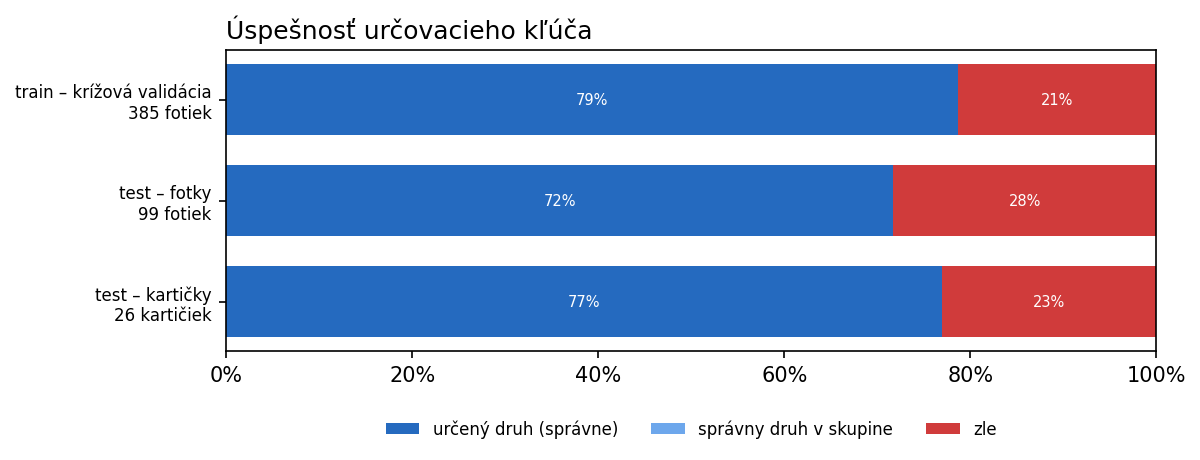 Úspešnosť určovacieho kľúča
train – krížová validácia
385 fotiek
79%
21%
test – fotky
99 fotiek
72%
28%
test – kartičky
26 kartičiek
77%
23%
0%
20%
40%
60%
80%
100%
určený druh (správne)
správny druh v skupine
zle